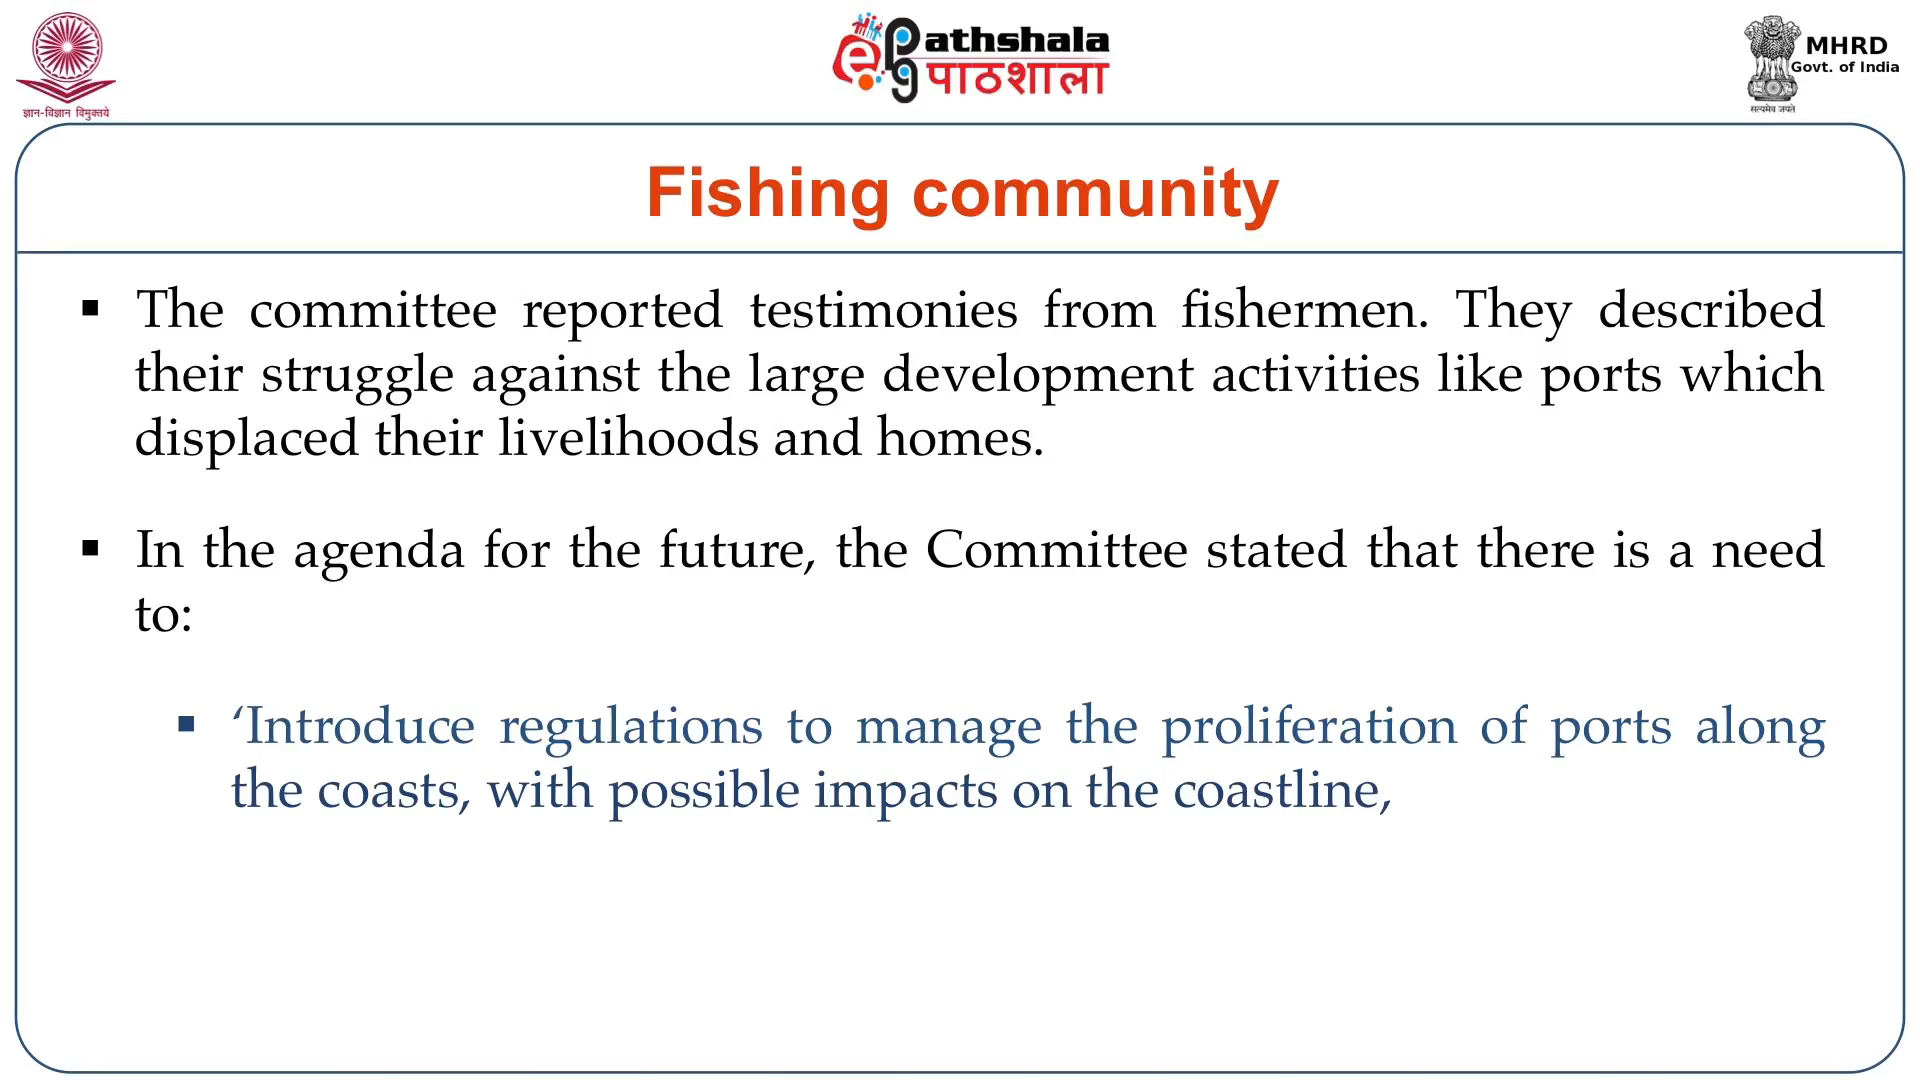 ज्ञान-विज्ञान विमुक्तये
e PG Pathshala
पाठशाला
MHRD
Govt. of India
सत्यमेव जयते
Fishing community
▪ The committee reported testimonies from fishermen. They described
their struggle against the large development activities like ports which
displaced their livelihoods and homes.
▪ In the agenda for the future, the Committee stated that there is a need
to:
▪ ‘Introduce regulations to manage the proliferation of ports along
the coasts, with possible impacts on the coastline,